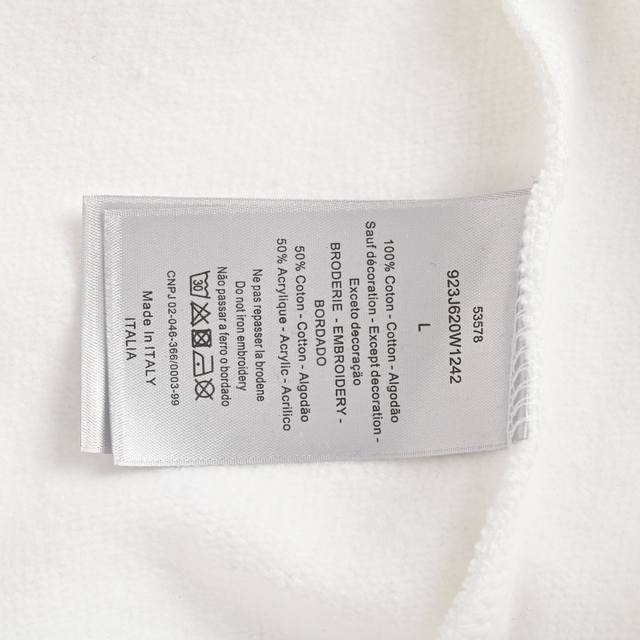 53578
923J620W1242
L
100% Coton - Cotton - Algodão
Sauf décoration - Except decoration -
Exceto decoração
BRODERIE - EMBROIDERY -
BORDADO
50% Coton - Cotton - Algodão
50% Acrylique - Acrylic - Acrilico
Ne pas repasser la broderie
Do not iron embroidery
Não passar a ferro o bordado
30
CNPJ 02-046-366/0003-99
Made In ITALY
ITALIA